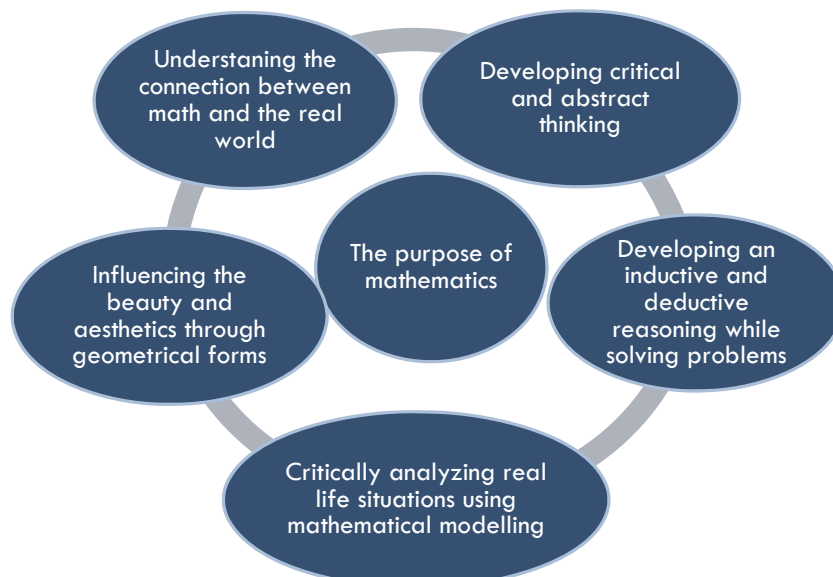 Understaning the
connection between
math and the real
world
Developing critical
and abstract
thinking
The purpose of
mathematics
Developing an
inductive and
deductive
reasoning while
solving problems
Influencing the
beauty and
aesthetics through
geometrical forms
Critically analyzing real
life situations using
mathematical modelling